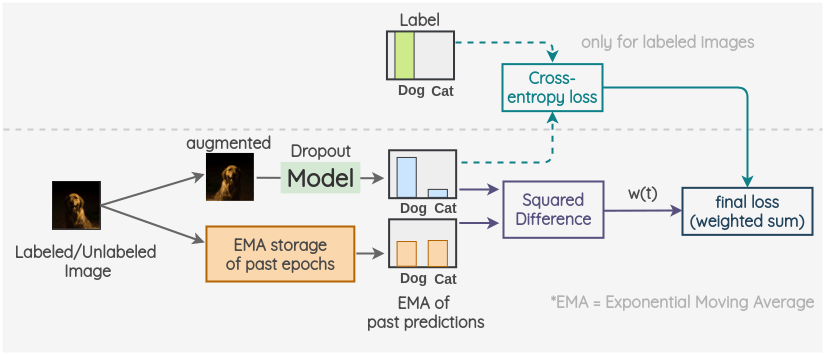 Label
Dog Cat
only for labeled images
Cross-
entropy loss
augmented
Dropout
Model
Dog Cat
Labeled/Unlabeled
Image
EMA storage
of past epochs
Dog Cat
EMA of
past predictions
Squared
Difference
w(t)
final loss
(weighted sum)
*EMA = Exponential Moving Average